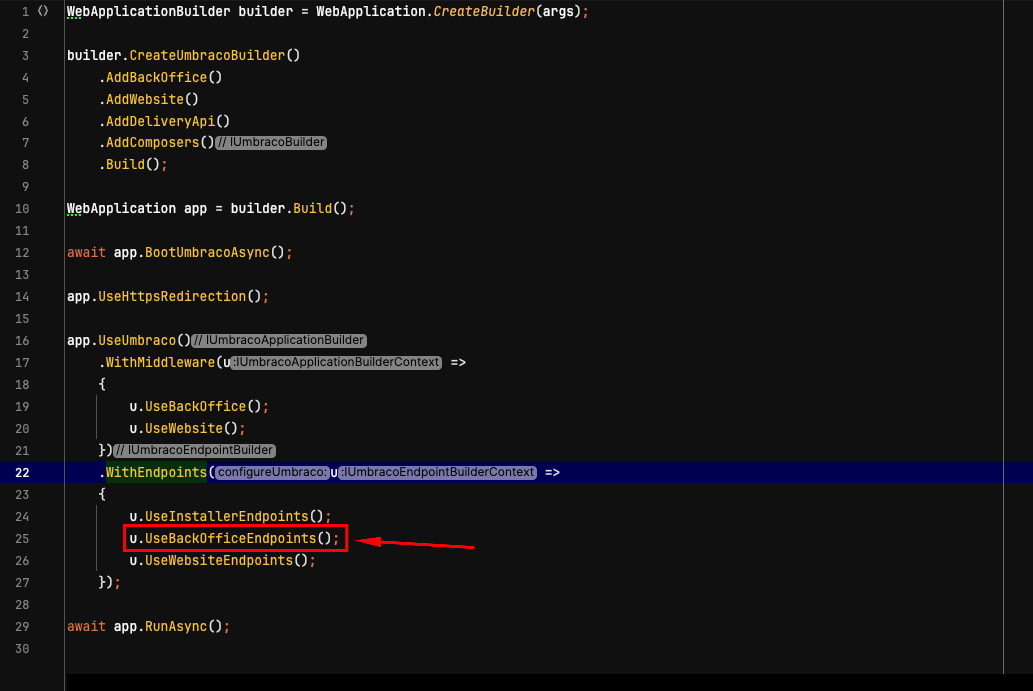 1 WebApplicationBuilder builder = WebApplication.CreateBuilder(args);
2
3 builder.CreateUmbracoBuilder()
4 .AddBackOffice()
5 .AddWebsite()
6 .AddDeliveryApi()
7 .AddComposers() // IUmbracoBuilder
8 .Build();
9
10 WebApplication app = builder.Build();
11
12 await app.BootUmbracoAsync();
13
14 app.UseHttpsRedirection();
15
16 app.UseUmbraco() // IUmbracoApplicationBuilder
17 .WithMiddleware(u :IUmbracoApplicationBuilderContext =>
18 {
19 u.UseBackOffice();
20 u.UseWebsite();
21 }) // IUmbracoEndpointBuilder
22 .WithEndpoints( configureUmbraco: u :IUmbracoEndpointBuilderContext =>
23 {
24 u.UseInstallerEndpoints();
25 u.UseBackOfficeEndpoints();
26 u.UseWebsiteEndpoints();
27 });
28
29 await app.RunAsync();
30